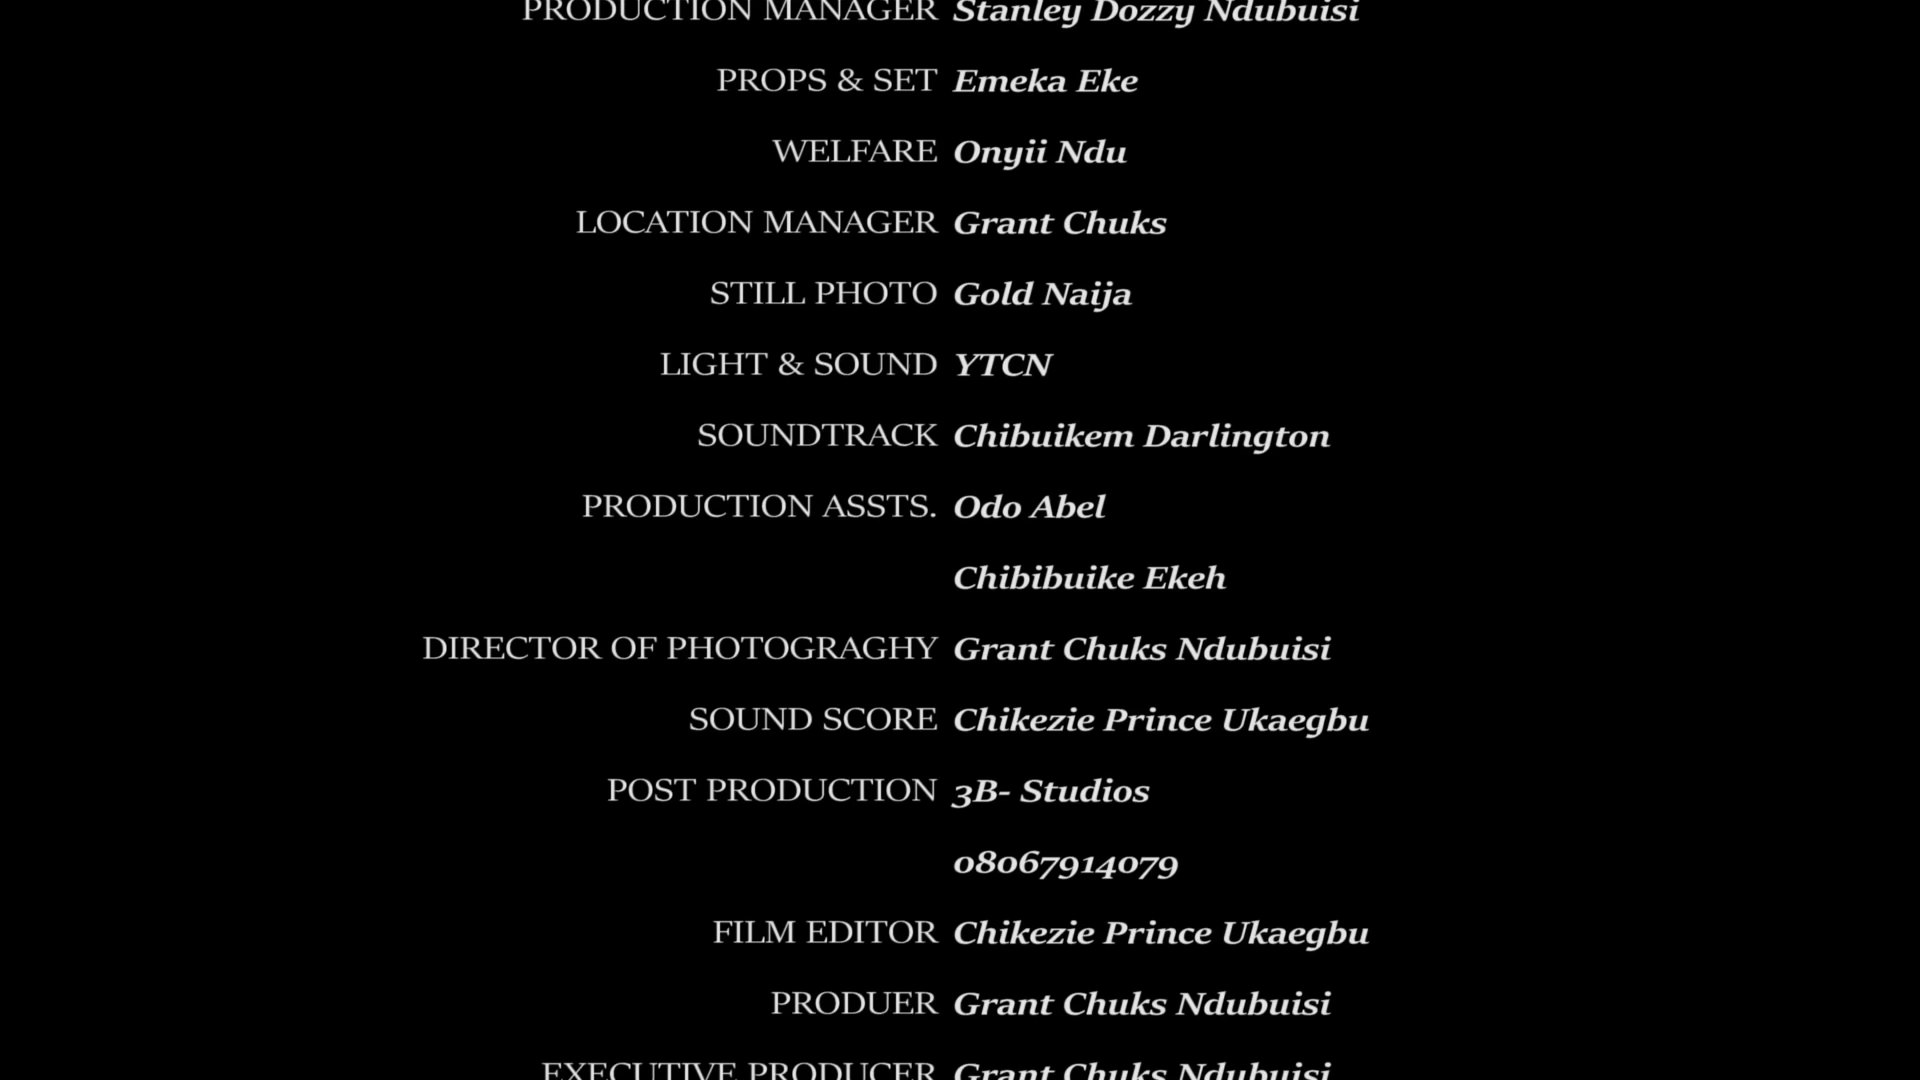 PRODUCTION MANAGER Stanley Dozzy Ndubuisi
PROPS & SET Emeka Eke
WELFARE Onyii Ndu
LOCATION MANAGER Grant Chuks
STILL PHOTO Gold Naija
LIGHT & SOUND YTCN
SOUNDTRACK Chibuikem Darlington
PRODUCTION ASSTS. Odo Abel
Chibibuike Ekeh
DIRECTOR OF PHOTOGRAGHY Grant Chuks Ndubuisi
SOUND SCORE Chikezie Prince Ukaegbu
POST PRODUCTION 3B- Studios
08067914079
FILM EDITOR Chikezie Prince Ukaegbu
PRODUER Grant Chuks Ndubuisi
EXECUTIVE PRODUCER Grant Chuks Ndubuisi